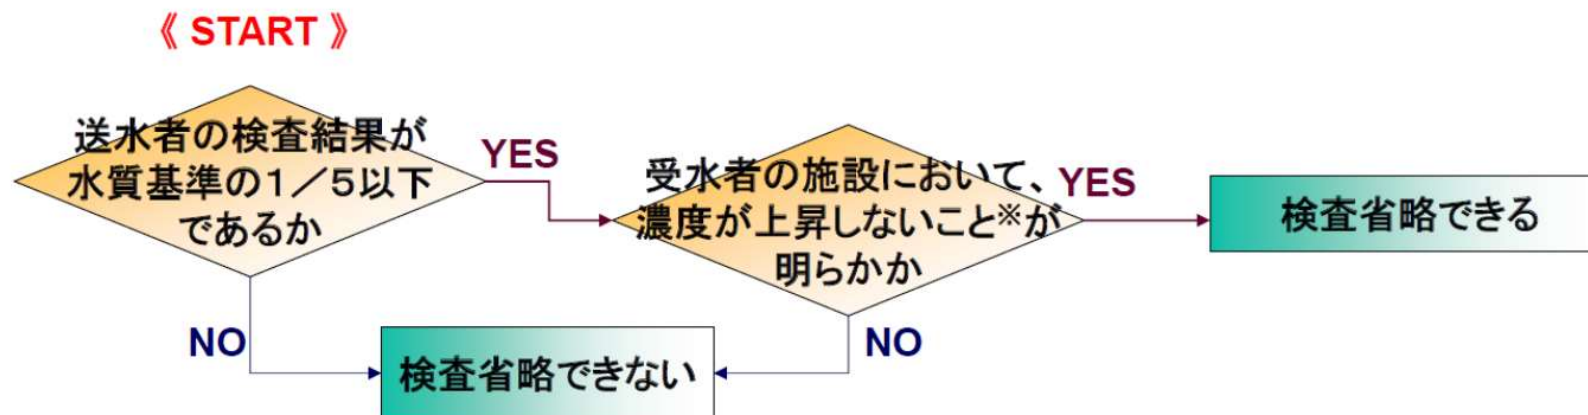 《 START 》
送水者の検査結果が
水質基準の1／5以下
であるか
YES
受水者の施設において、
濃度が上昇しないこと※が
明らかか
YES
検査省略できる
NO
検査省略できない
NO